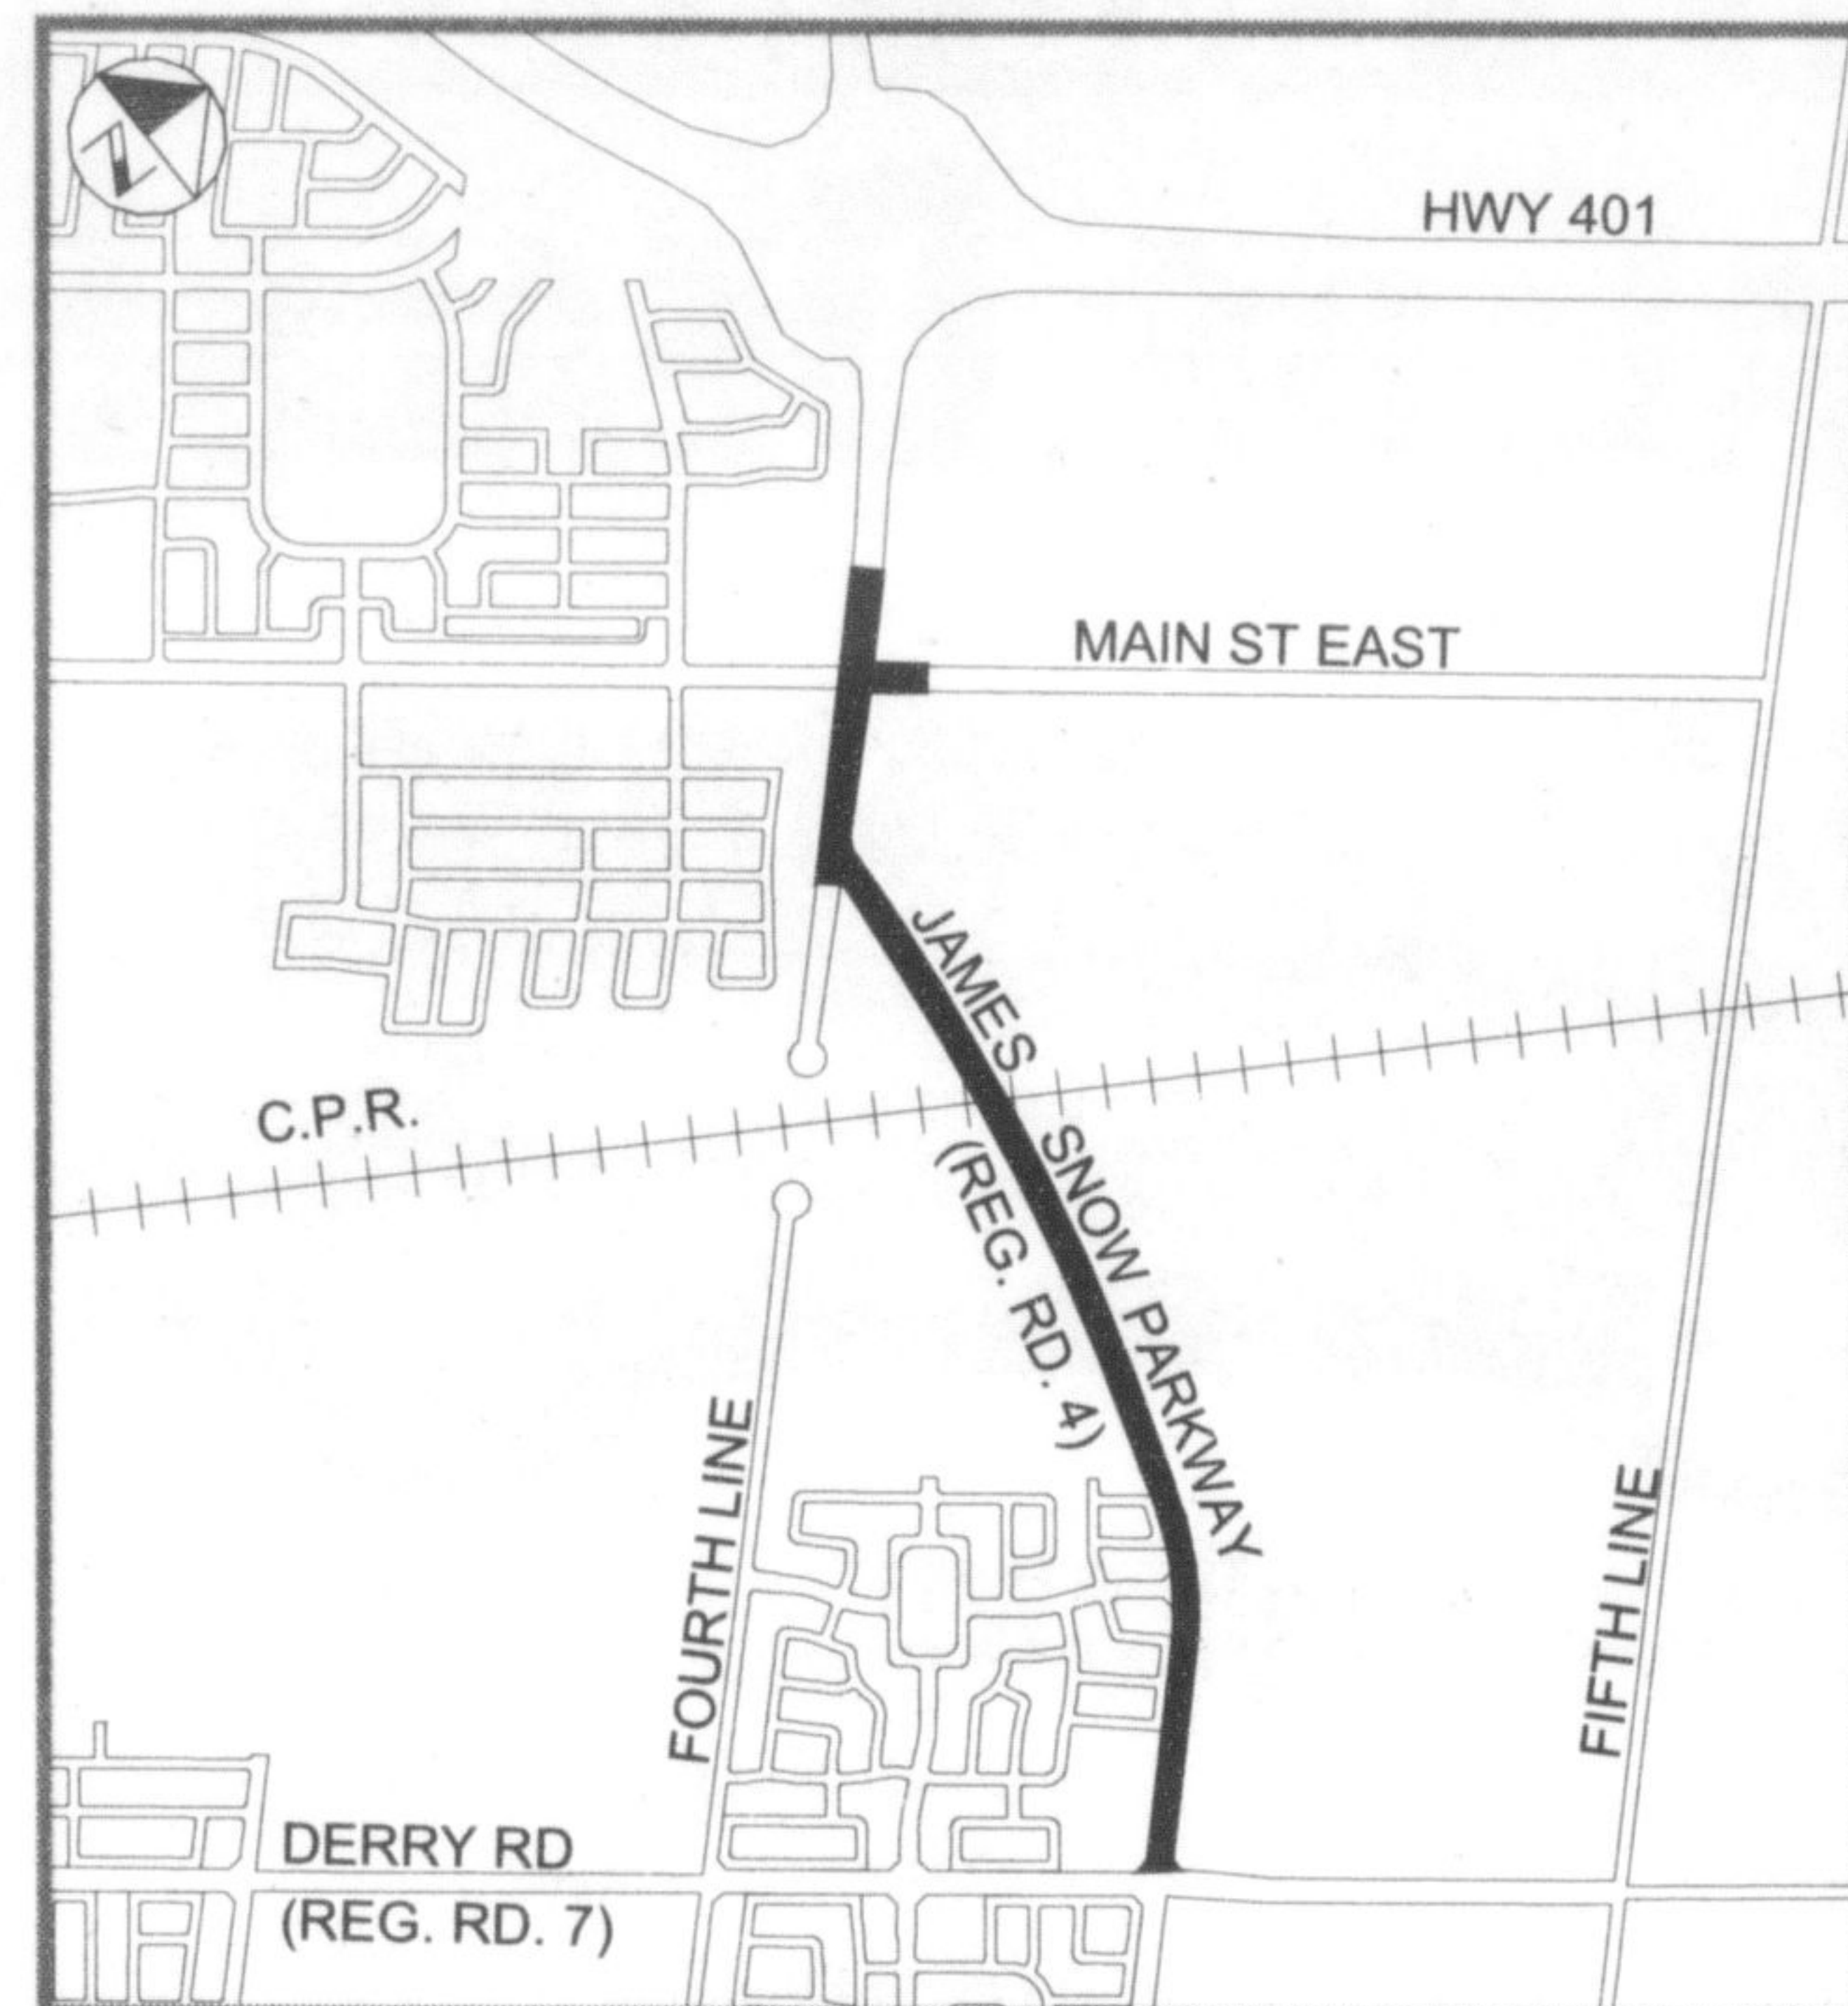 N
HWY 401
MAIN ST EAST
JAMES SNOW PARKWAY
(REG. RD. 4)
C.P.R.
FOURTH LINE
FIFTH LINE
DERRY RD
(REG. RD. 7)